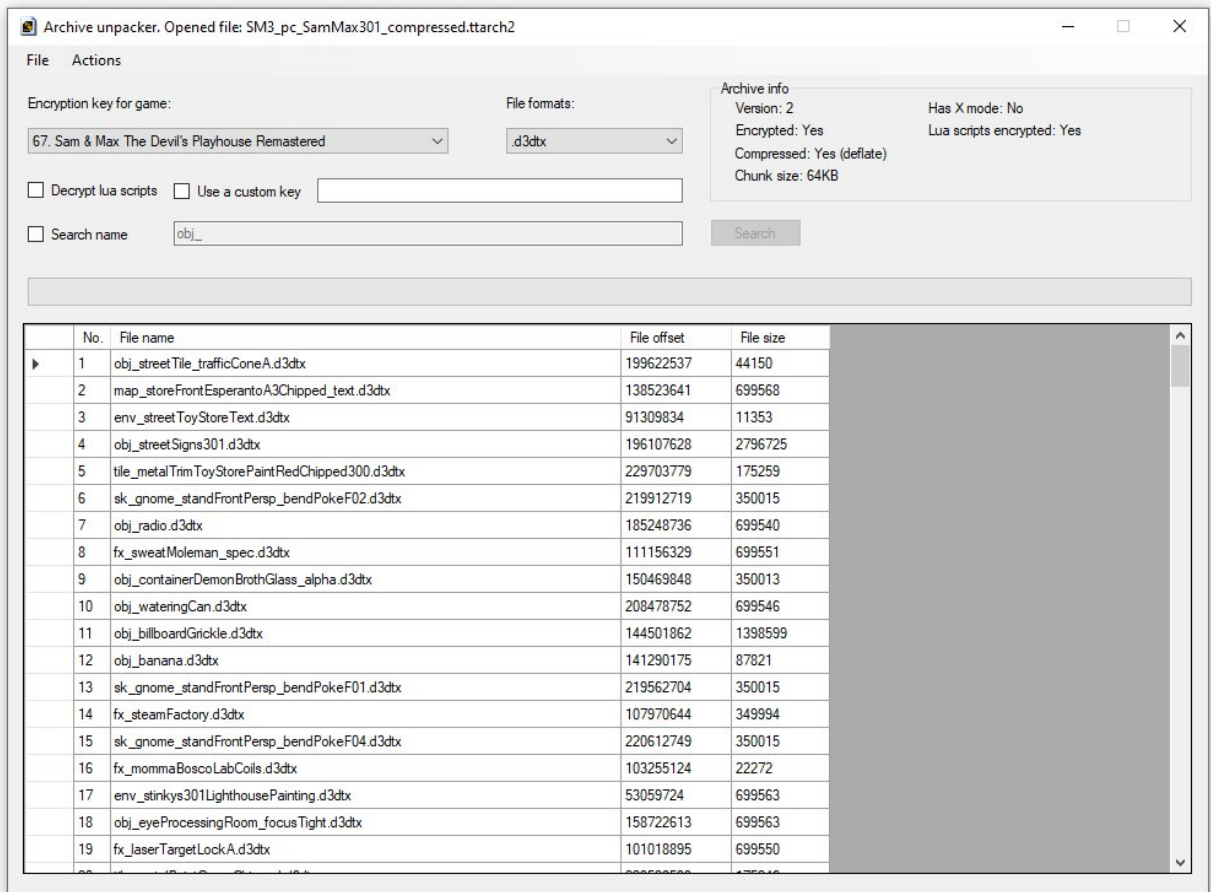 Archive unpacker. Opened file: SM3_pc_SamMax301_compressed.ttarch2
File Actions
Encryption key for game:
File formats:
67. Sam & Max The Devil's Playhouse Remastered
.d3dtx
Archive info
Version: 2
Has X mode: No
Encrypted: Yes
Lua scripts encrypted: Yes
Compressed: Yes (deflate)
Chunk size: 64KB
Decrypt lua scripts
Use a custom key
Search name
obj_
Search
No. File name File offset File size
1 obj_streetTile_trafficConeA.d3dtx 199622537 44150
2 map_storeFrontEsperantoA3Chipped_text.d3dtx 138523641 699568
3 env_streetToyStoreText.d3dtx 91309834 11353
4 obj_streetSigns301.d3dtx 196107628 2796725
5 tile_metalTrimToyStorePaintRedChipped300.d3dtx 229703779 175259
6 sk_gnome_standFrontPersp_bendPokeF02.d3dtx 219912719 350015
7 obj_radio.d3dtx 185248736 699540
8 fx_sweatMoleman_spec.d3dtx 111156329 699551
9 obj_containerDemonBrothGlass_alpha.d3dtx 150469848 350013
10 obj_wateringCan.d3dtx 208478752 699546
11 obj_billboardGrickle.d3dtx 144501862 1398599
12 obj_banana.d3dtx 141290175 87821
13 sk_gnome_standFrontPersp_bendPokeF01.d3dtx 219562704 350015
14 fx_steamFactory.d3dtx 107970644 349994
15 sk_gnome_standFrontPersp_bendPokeF04.d3dtx 220612749 350015
16 fx_mommaBoscoLabCoils.d3dtx 103255124 22272
17 env_stinkys301LighthousePainting.d3dtx 53059724 699563
18 obj_eyeProcessingRoom_focusTight.d3dtx 158722613 699563
19 fx_laserTargetLockA.d3dtx 101018895 699550